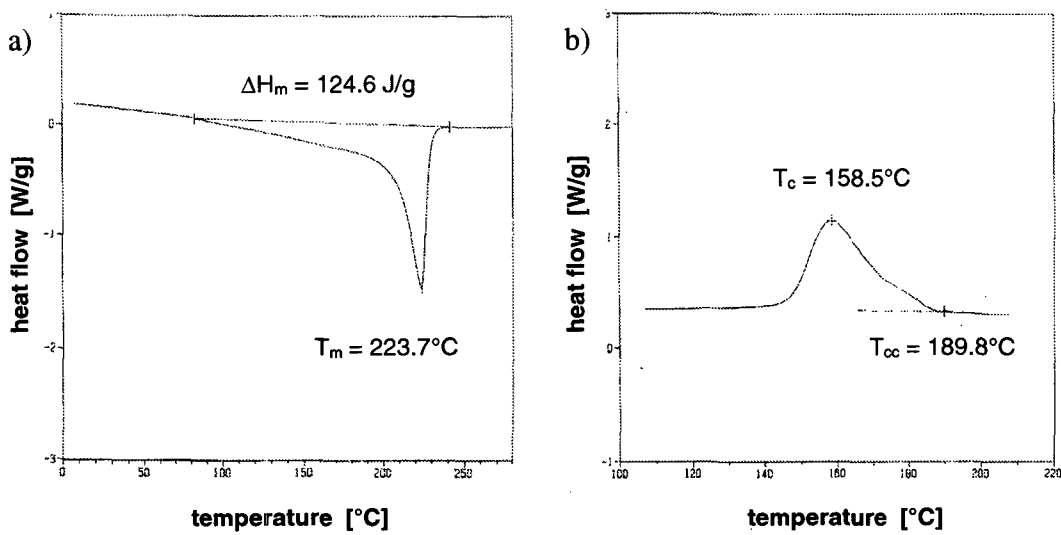 a)
ΔHm = 124.6 J/g
Tm = 223.7°C
heat flow [W/g]
1
0
-1
-2
-3
0
50
100
150
200
250
temperature [°C]
b)
Tc = 158.5°C
Tcc = 189.8°C
heat flow [W/g]
3
2
1
0
-1
100
120
140
160
180
200
220
temperature [°C]